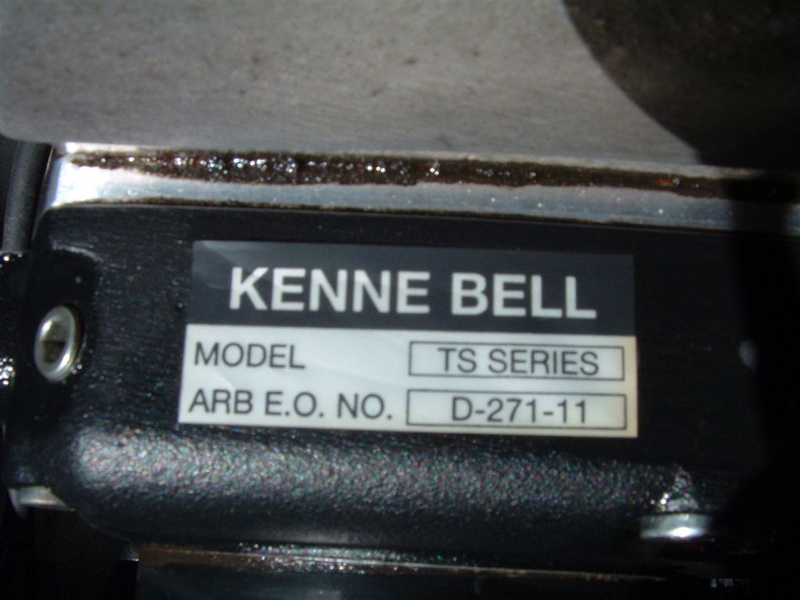 KENNE BELL
MODEL TS SERIES
ARB E.O. NO. D-271-11